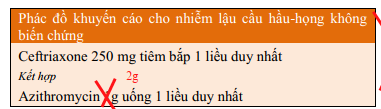 Phác đồ khuyến cáo cho nhiễm lậu cầu hầu-họng không
biến chứng
Ceftriaxone 250 mg tiêm bắp 1 liều duy nhất
Kết hợp 2g
Azithromycin g uống 1 liều duy nhất